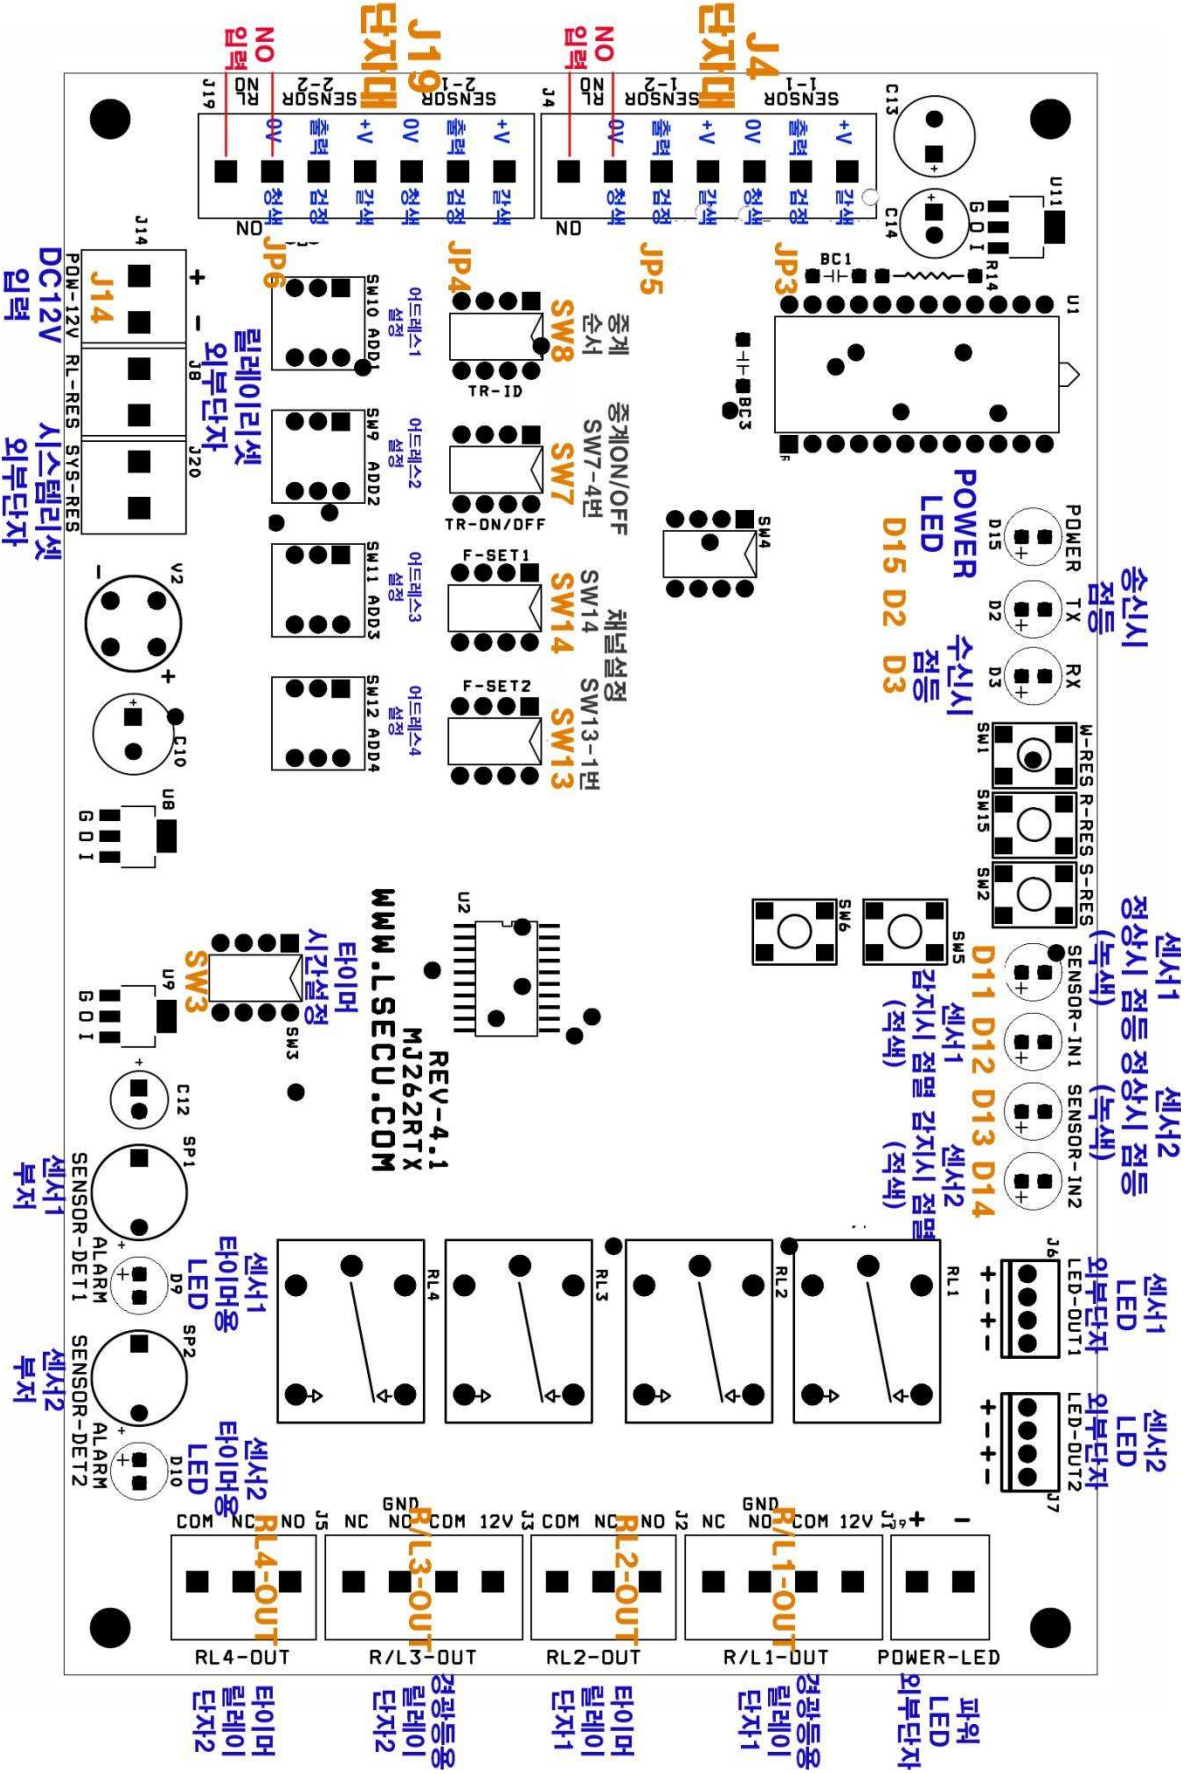 J19
단자대
J4
단자대
NO
입력
NO
입력
J19
RL
NO
SENSOR
2-2
SENSOR
2-1
J4
RL
NO
SENSOR
1-2
SENSOR
1-1
C13
0V
출력
+V
0V
출력
+V
0V
출력
+V
0V
출력
+V
청색
검정
갈색
청색
검정
갈색
청색
검정
갈색
청색
검정
갈색
NO
NO
+
+
C14
U11
G O I
R14
BC1
U1
BC3
JP6
JP4
JP5
JP3
J14
J14
DC12V
입력
POW-12V
+
-
J8
RL-RES
릴레이리셋
외부단자
J20
SYS-RES
시스템리셋
외부단자
SW10 ADD1
어드레스1
설정
SW9 ADD2
어드레스2
설정
SW11 ADD3
어드레스3
설정
SW12 ADD4
어드레스4
설정
TR-ID
SW8
중계
순서
TR-ON/OFF
SW7
중계ON/OFF
SW7-4번
F-SET1
SW14
SW14
채널설정
F-SET2
SW13
SW13-1번
SW4
POWER
LED
D15 D2
D3
POWER
D15
+
TX
D2
+
RX
D3
+
송신시
점등
수신시
점등
V2
-
+
+
C10
U8
G O I
U9
G O I
SW1
W-RES
SW15
R-RES
SW2
S-RES
SW6
SW5
U2
SW3
SW3
타이머
시간설정
WWW.LSECU.COM
MJ262RTX
REV-4.1
센서1
정상시 점등
(녹색)
센서2
정상시 점등
(녹색)
D11
D12
D13
D14
SENSOR-IN1
SENSOR-IN2
+
+
+
+
센서1
감지시 점멸
(적색)
센서2
감지시 점멸
(적색)
+
C12
SP1
SENSOR-DET1
ALARM
센서1
부저
+
+
D9
센서1
타이머용
LED
SP2
SENSOR-DET2
ALARM
센서2
부저
+
+
D10
센서2
타이머용
LED
RL4
RL3
RL2
RL1
J6
LED-OUT1
+-+-
센서1
LED
외부단자
J7
LED-OUT2
+-+-
센서2
LED
외부단자
COM NC NO
J5
GND
NC NO COM 12V
J3
COM NC NO
J2
GND
NC NO COM 12V
J1
J9
+ -
RL4-OUT
R/L3-OUT
RL2-OUT
R/L1-OUT
RL4-OUT
R/L3-OUT
RL2-OUT
R/L1-OUT
POWER-LED
타이머
릴레이
단자2
경광등용
릴레이
단자2
타이머
릴레이
단자1
경광등용
릴레이
단자1
파워
LED
외부단자